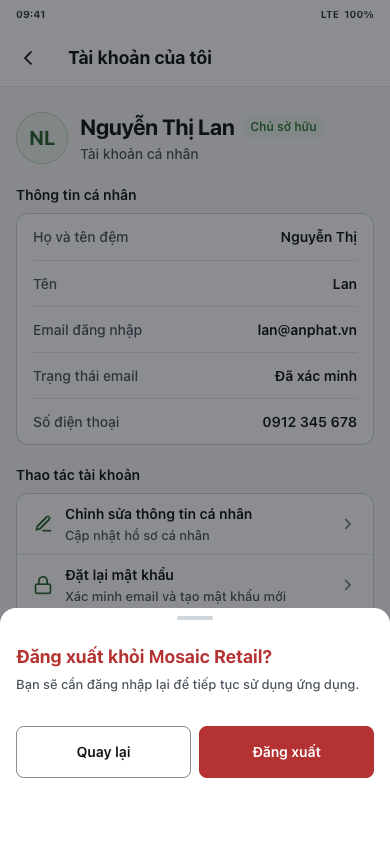 09:41
LTE 100%
Tài khoản của tôi
NL
Nguyễn Thị Lan
Chủ sở hữu
Tài khoản cá nhân
Thông tin cá nhân
Họ và tên đệm
Nguyễn Thị
Tên
Lan
Email đăng nhập
lan@anphat.vn
Trạng thái email
Đã xác minh
Số điện thoại
0912 345 678
Thao tác tài khoản
Chỉnh sửa thông tin cá nhân
Cập nhật hồ sơ cá nhân
Đặt lại mật khẩu
Xác minh email và tạo mật khẩu mới
Đăng xuất khỏi Mosaic Retail?
Bạn sẽ cần đăng nhập lại để tiếp tục sử dụng ứng dụng.
Quay lại
Đăng xuất